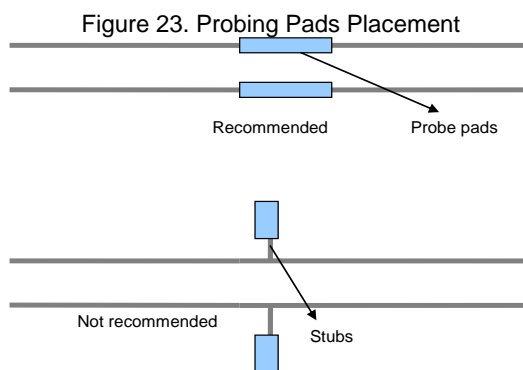 Figure 23. Probing Pads Placement
Recommended
Probe pads
Not recommended
Stubs